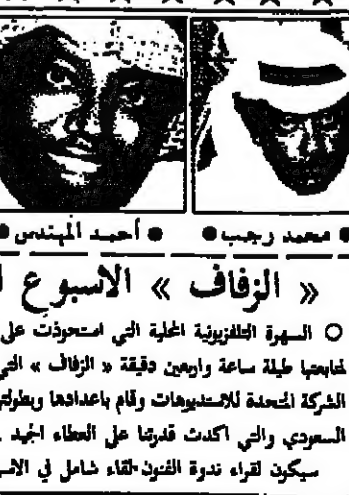 ● محمد رجب ● ● أحمد المهندس ●
« الزفاف » الاسبوع
○ السهرة التلفزيونية المحلية التي استحوذت على
لمتابعتها طيلة ساعة واربعين دقيقة « الزفاف » التي
الشركة المتحدة للاستديوهات وقام باعدادها وبطولتها
السعودي والتي اكدت قدرتنا على العطاء الجيد .
سيكون لقراء ندوة الفنون لقاء شامل في